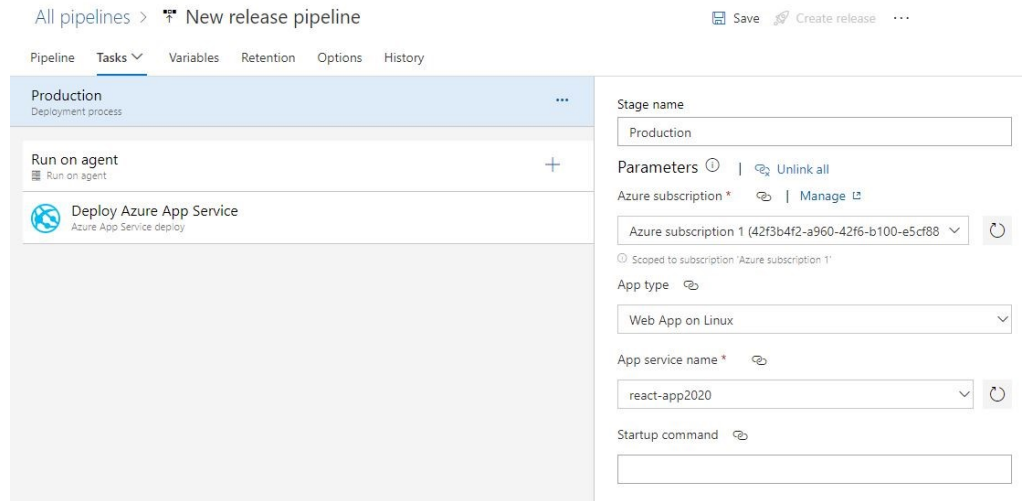 All pipelines > New release pipeline
Save Create release ...
Pipeline Tasks Variables Retention Options History
Production
Deployment process
Run on agent
Run on agent
Deploy Azure App Service
Azure App Service deploy
Stage name
Production
Parameters | Unlink all
Azure subscription * | Manage
Azure subscription 1 (42f3b4f2-a960-42f6-b100-e5cf88
Scoped to subscription 'Azure subscription 1'
App type
Web App on Linux
App service name *
react-app2020
Startup command